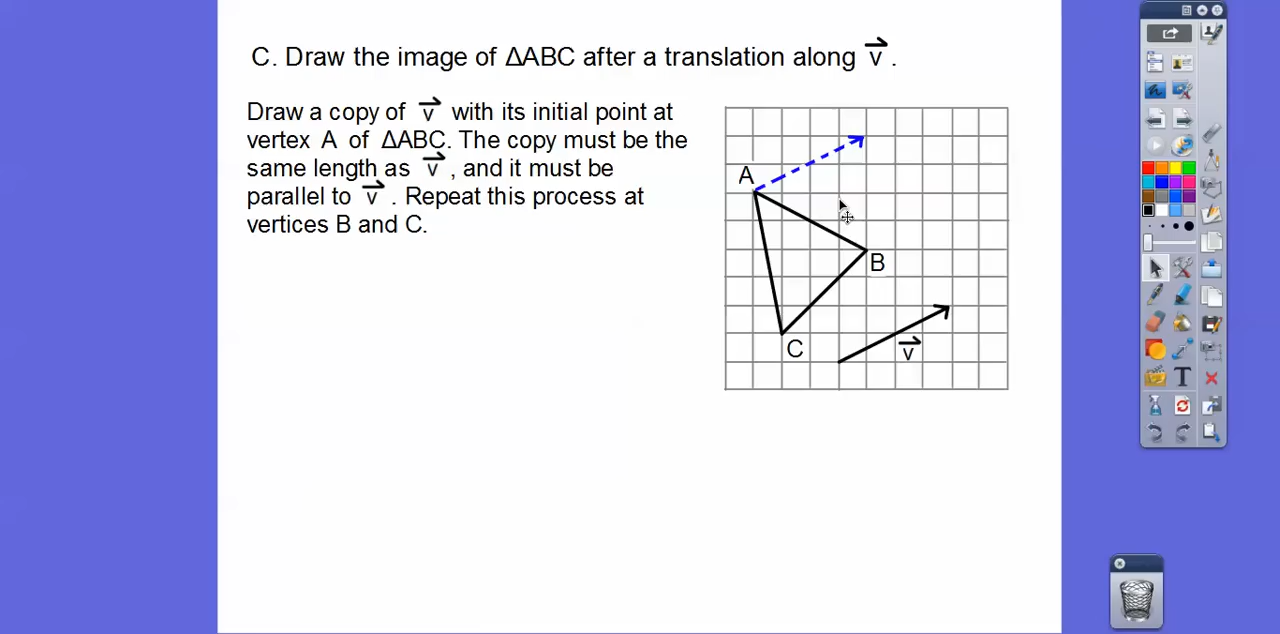 C. Draw the image of ΔABC after a translation along v⃗ .
Draw a copy of v⃗ with its initial point at
vertex A of ΔABC. The copy must be the
same length as v⃗ , and it must be
parallel to v⃗ . Repeat this process at
vertices B and C.
A
B
C
v⃗